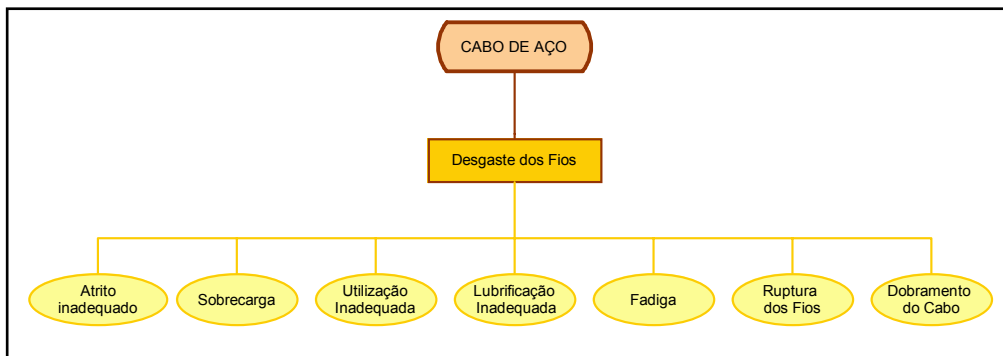 CABO DE AÇO
Desgaste dos Fios
Atrito
inadequado
Sobrecarga
Utilização
Inadequada
Lubrificação
Inadequada
Fadiga
Ruptura
dos Fios
Dobramento
do Cabo